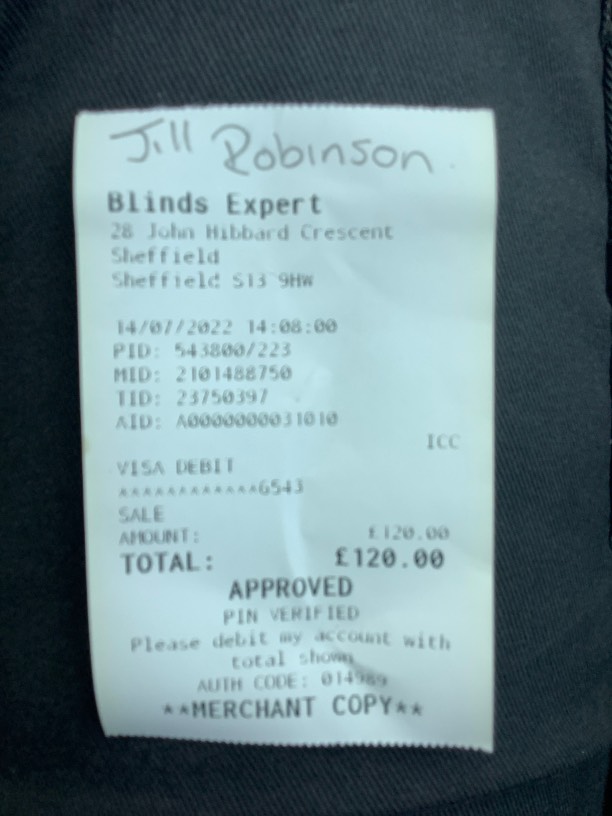 Jill Robinson.
Blinds Expert
28 John Hibbard Crescent
Sheffield
Sheffield S13 9HW
14/07/2022 14:08:00
PID: 543800/223
MID: 2101488750
TID: 23750397
AID: A0000000031010
ICC
VISA DEBIT
************6543
SALE
AMOUNT: £120.00
TOTAL: £120.00
APPROVED
PIN VERIFIED
Please debit my account with
total shown
AUTH CODE: 014989
**MERCHANT COPY**